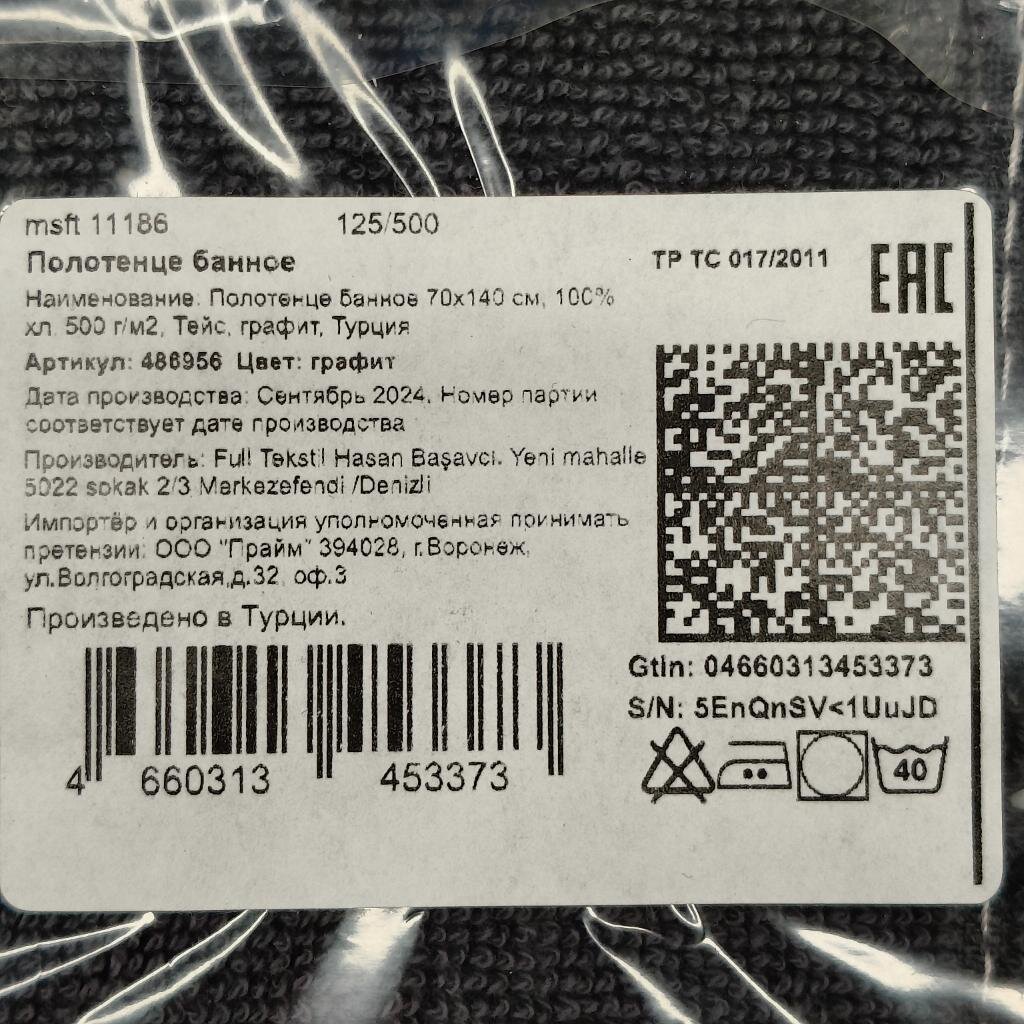 msft 11186 125/500
Полотенце банное
ТР ТС 017/2011 EAC
Наименование: Полотенце банное 70х140 см, 100%
хл. 500 г/м2, Тейс, графит, Турция
Артикул: 486956 Цвет: графит
Дата производства: Сентябрь 2024. Номер партии
соответствует дате производства
Производитель: Full Tekstil Hasan Başavcı. Yeni mahalle
5022 sokak 2/3 Merkezefendi /Denizli
Импортёр и организация уполномоченная принимать
претензии: ООО "Прайм" 394028, г.Воронеж,
ул.Волгоградская,д.32, оф.3
Произведено в Турции.
4 660313 453373
Gtin: 04660313453373
S/N: 5EnQnSV<1UuJD
40